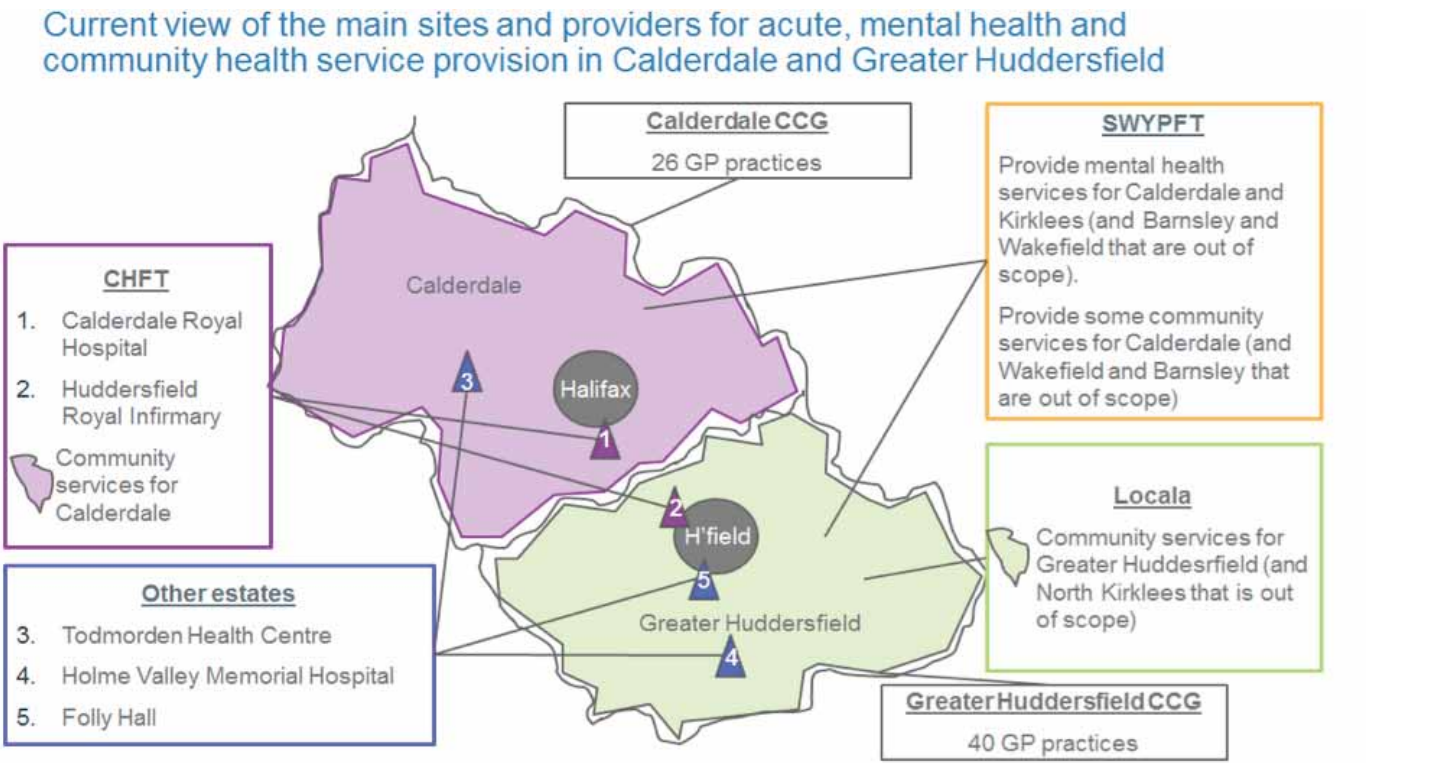 Current view of the main sites and providers for acute, mental health and
community health service provision in Calderdale and Greater Huddersfield
Calderdale CCG
26 GP practices
SWYPFT
Provide mental health
services for Calderdale and
Kirklees (and Barnsley and
Wakefield that are out of
scope).
Provide some community
services for Calderdale (and
Wakefield and Barnsley that
are out of scope)
CHFT
1. Calderdale Royal
Hospital
2. Huddersfield
Royal Infirmary
Community
services for
Calderdale
Calderdale
3
Halifax
1
2
H'field
5
Greater Huddersfield
4
Locala
Community services for
Greater Huddesrfield (and
North Kirklees that is out
of scope)
Other estates
3. Todmorden Health Centre
4. Holme Valley Memorial Hospital
5. Folly Hall
Greater Huddersfield CCG
40 GP practices